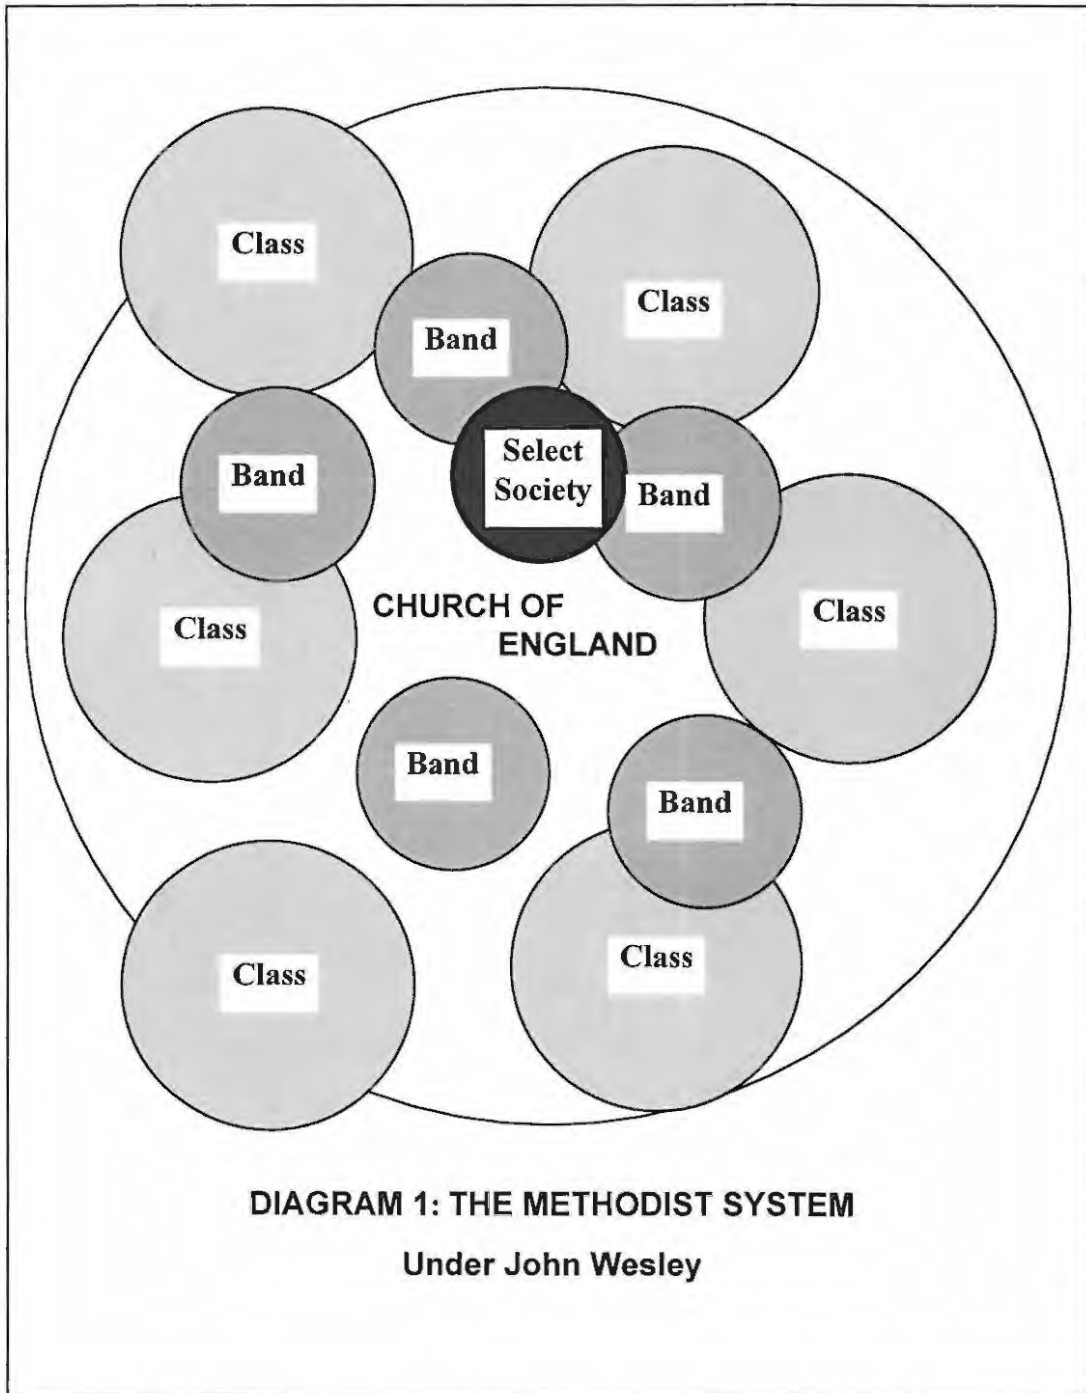 Class
Class
Band
Select
Society
Band
Band
Class
Class
CHURCH OF
ENGLAND
Band
Band
Class
Class
DIAGRAM 1: THE METHODIST SYSTEM
Under John Wesley